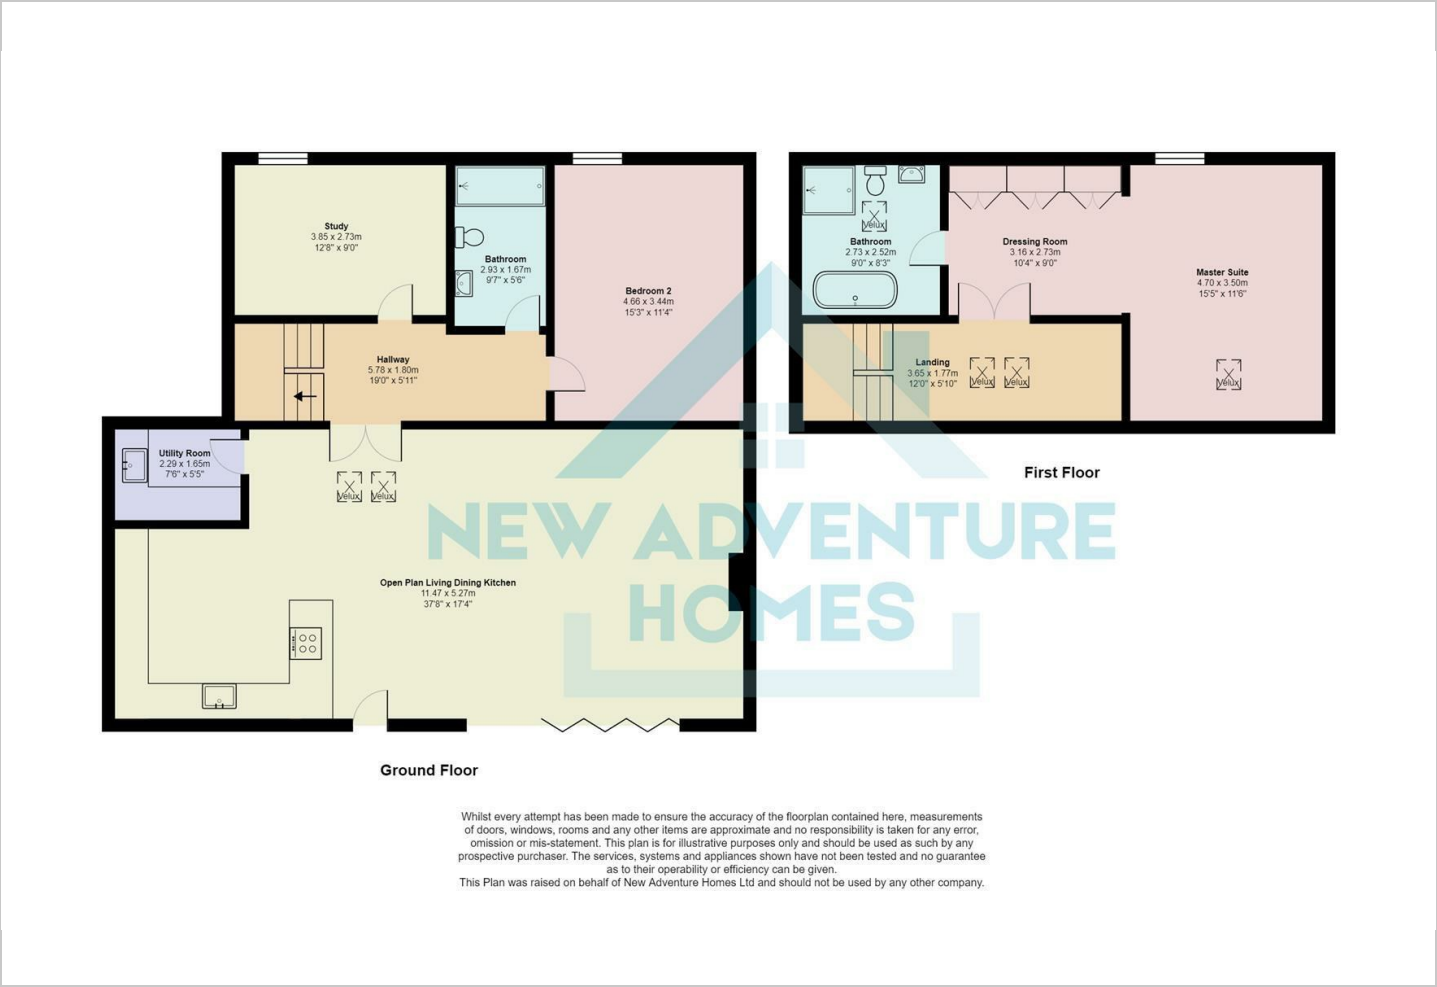 Study
3.85 x 2.73m
12'8" x 9'0"
Bathroom
2.93 x 1.67m
9'7" x 5'6"
Bedroom 2
4.66 x 3.44m
15'3" x 11'4"
Hallway
5.78 x 1.80m
19'0" x 5'11"
Utility Room
2.29 x 1.65m
7'6" x 5'5"
Velux
Velux
Open Plan Living Dining Kitchen
11.47 x 5.27m
37'8" x 17'4"
Ground Floor
Velux
Bathroom
2.73 x 2.52m
9'0" x 8'3"
Dressing Room
3.16 x 2.73m
10'4" x 9'0"
Master Suite
4.70 x 3.50m
15'5" x 11'6"
Landing
3.65 x 1.77m
12'0" x 5'10"
Velux
Velux
Velux
First Floor
NEW ADVENTURE
HOMES
Whilst every attempt has been made to ensure the accuracy of the floorplan contained here, measurements
of doors, windows, rooms and any other items are approximate and no responsibility is taken for any error,
omission or mis-statement. This plan is for illustrative purposes only and should be used as such by any
prospective purchaser. The services, systems and appliances shown have not been tested and no guarantee
as to their operability or efficiency can be given.
This Plan was raised on behalf of New Adventure Homes Ltd and should not be used by any other company.